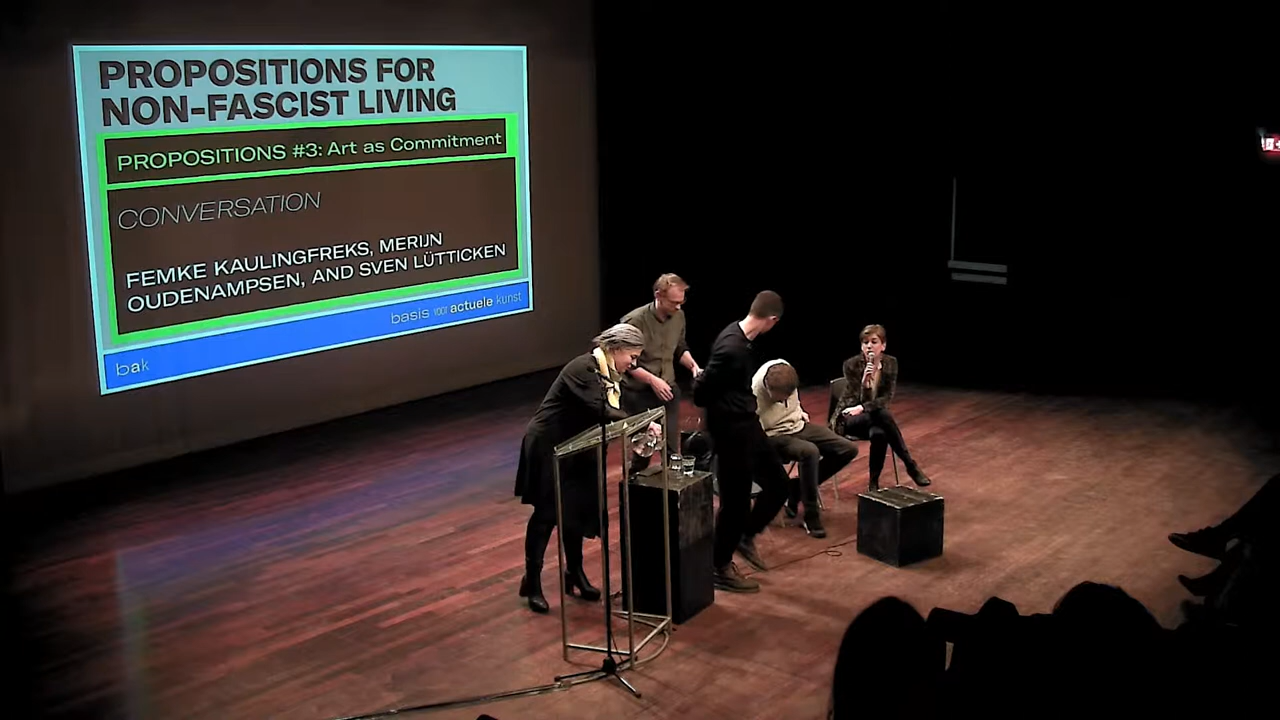 PROPOSITIONS FOR
NON-FASCIST LIVING
PROPOSITIONS #3: Art as Commitment
CONVERSATION
FEMKE KAULINGFREKS, MERIJN
OUDENAMPSEN, AND SVEN LÜTTICKEN
basis voor actuele kunst
bak